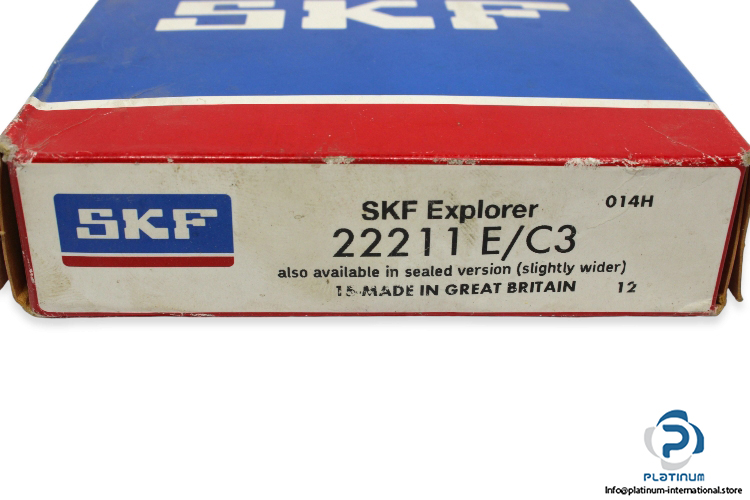 SKF
SKF
SKF Explorer
014H
22211 E/C3
also available in sealed version (slightly wider)
15-MADE IN GREAT BRITAIN 12
PLATINUM
Info@platinum-international.store